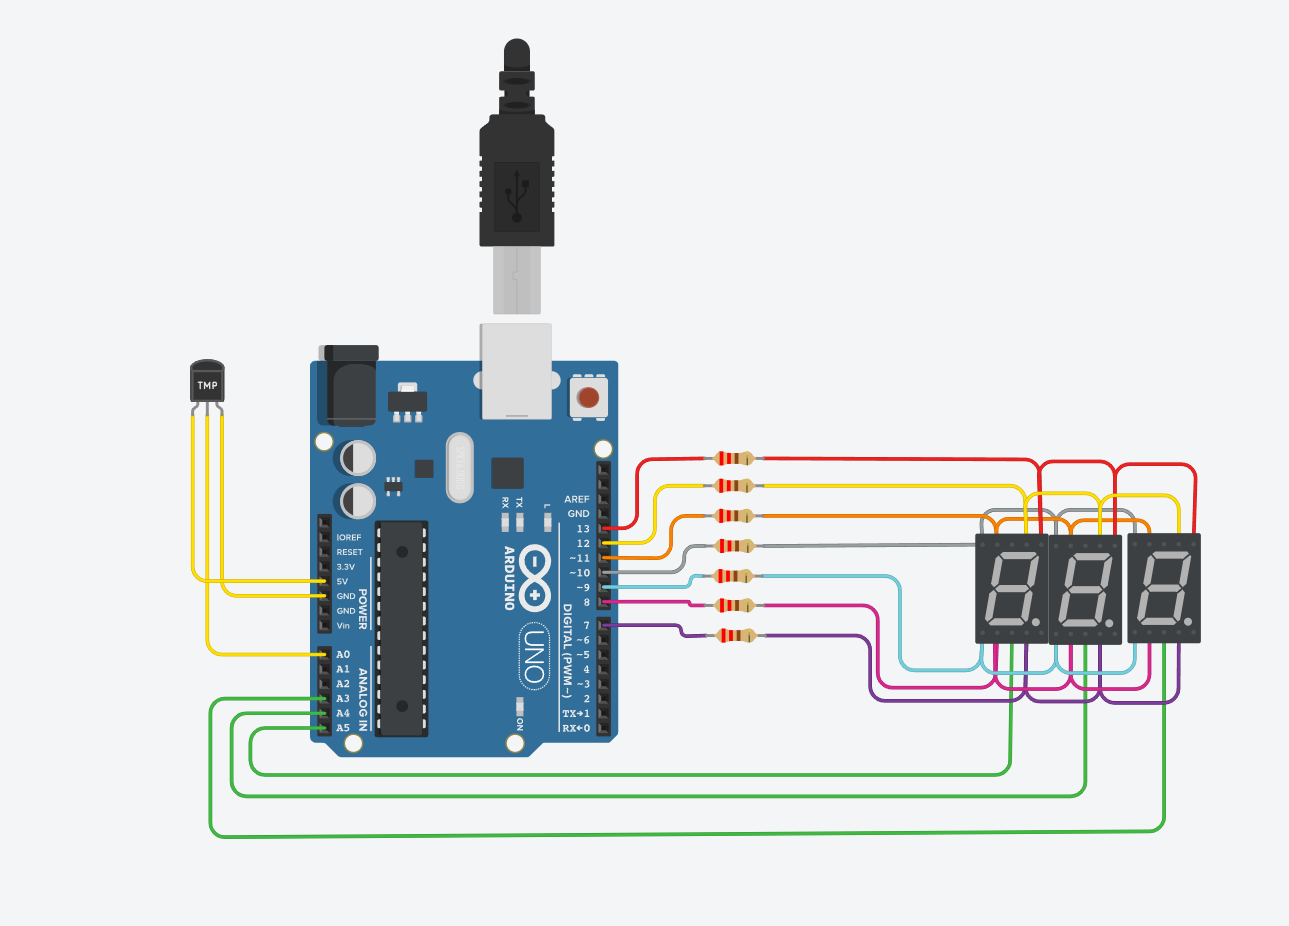 TMP
AREF
GND
13
12
~11
~10
~9
8
7
~6
~5
4
~3
2
TX→1
RX←0
DIGITAL (PWM~)
RX
TX
L
ARDUINO
UNO
ON
IOREF
RESET
3.3V
5V
GND
GND
Vin
POWER
A0
A1
A2
A3
A4
A5
ANALOG IN